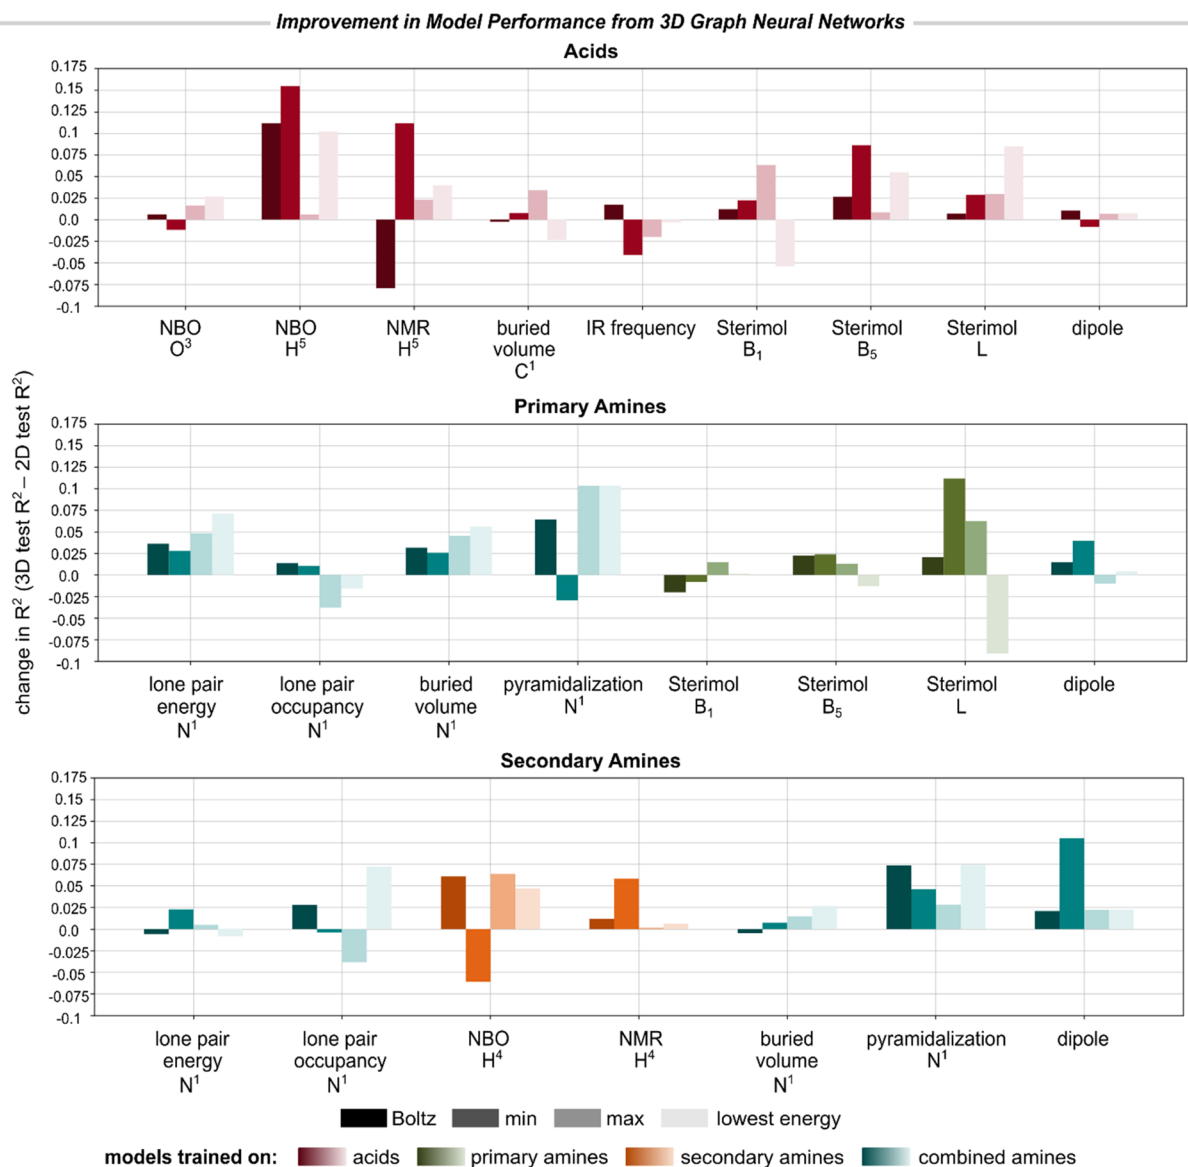 Improvement in Model Performance from 3D Graph Neural Networks
Acids
0.175
0.15
0.125
0.1
0.075
0.05
0.025
0.0
-0.025
-0.05
-0.075
-0.1
NBO O³
NBO H⁵
NMR H⁵
buried volume C¹
IR frequency
Sterimol B₁
Sterimol B₅
Sterimol L
dipole
change in R² (3D test R² – 2D test R²)
Primary Amines
0.175
0.15
0.125
0.1
0.075
0.05
0.025
0.0
-0.025
-0.05
-0.075
-0.1
lone pair energy N¹
lone pair occupancy N¹
buried volume N¹
pyramidalization N¹
Sterimol B₁
Sterimol B₅
Sterimol L
dipole
Secondary Amines
0.175
0.15
0.125
0.1
0.075
0.05
0.025
0.0
-0.025
-0.05
-0.075
-0.1
lone pair energy N¹
lone pair occupancy N¹
NBO H⁴
NMR H⁴
buried volume N¹
pyramidalization N¹
dipole
Boltz min max lowest energy
models trained on: acids primary amines secondary amines combined amines